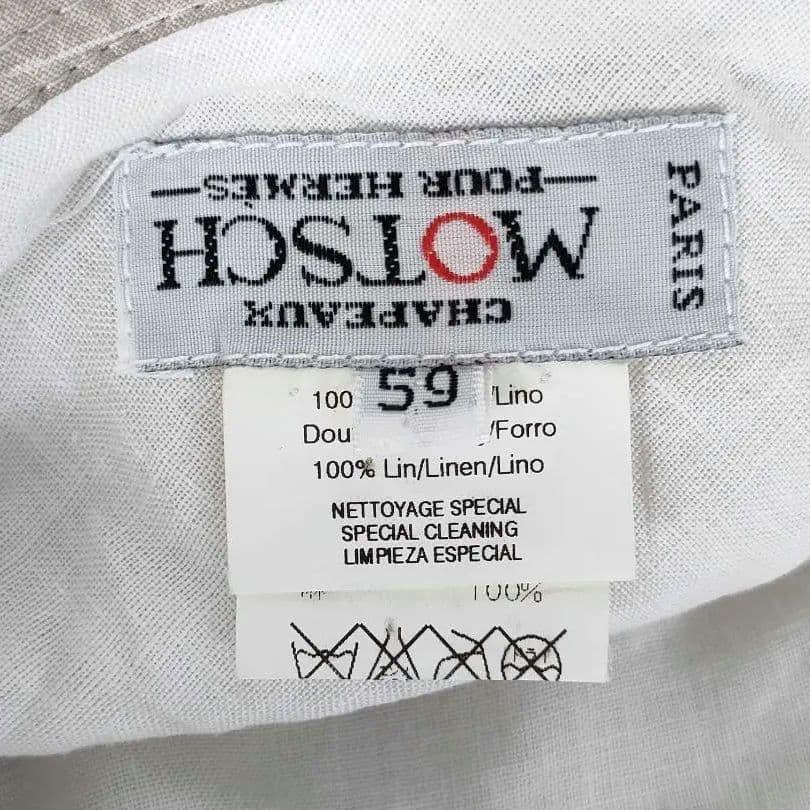 CHAPEAUX
MOTSCH
—POUR HERMÈS—
PARIS
59
100 /Lino
Dou /Forro
100% Lin/Linen/Lino
NETTOYAGE SPECIAL
SPECIAL CLEANING
LIMPIEZA ESPECIAL
100%